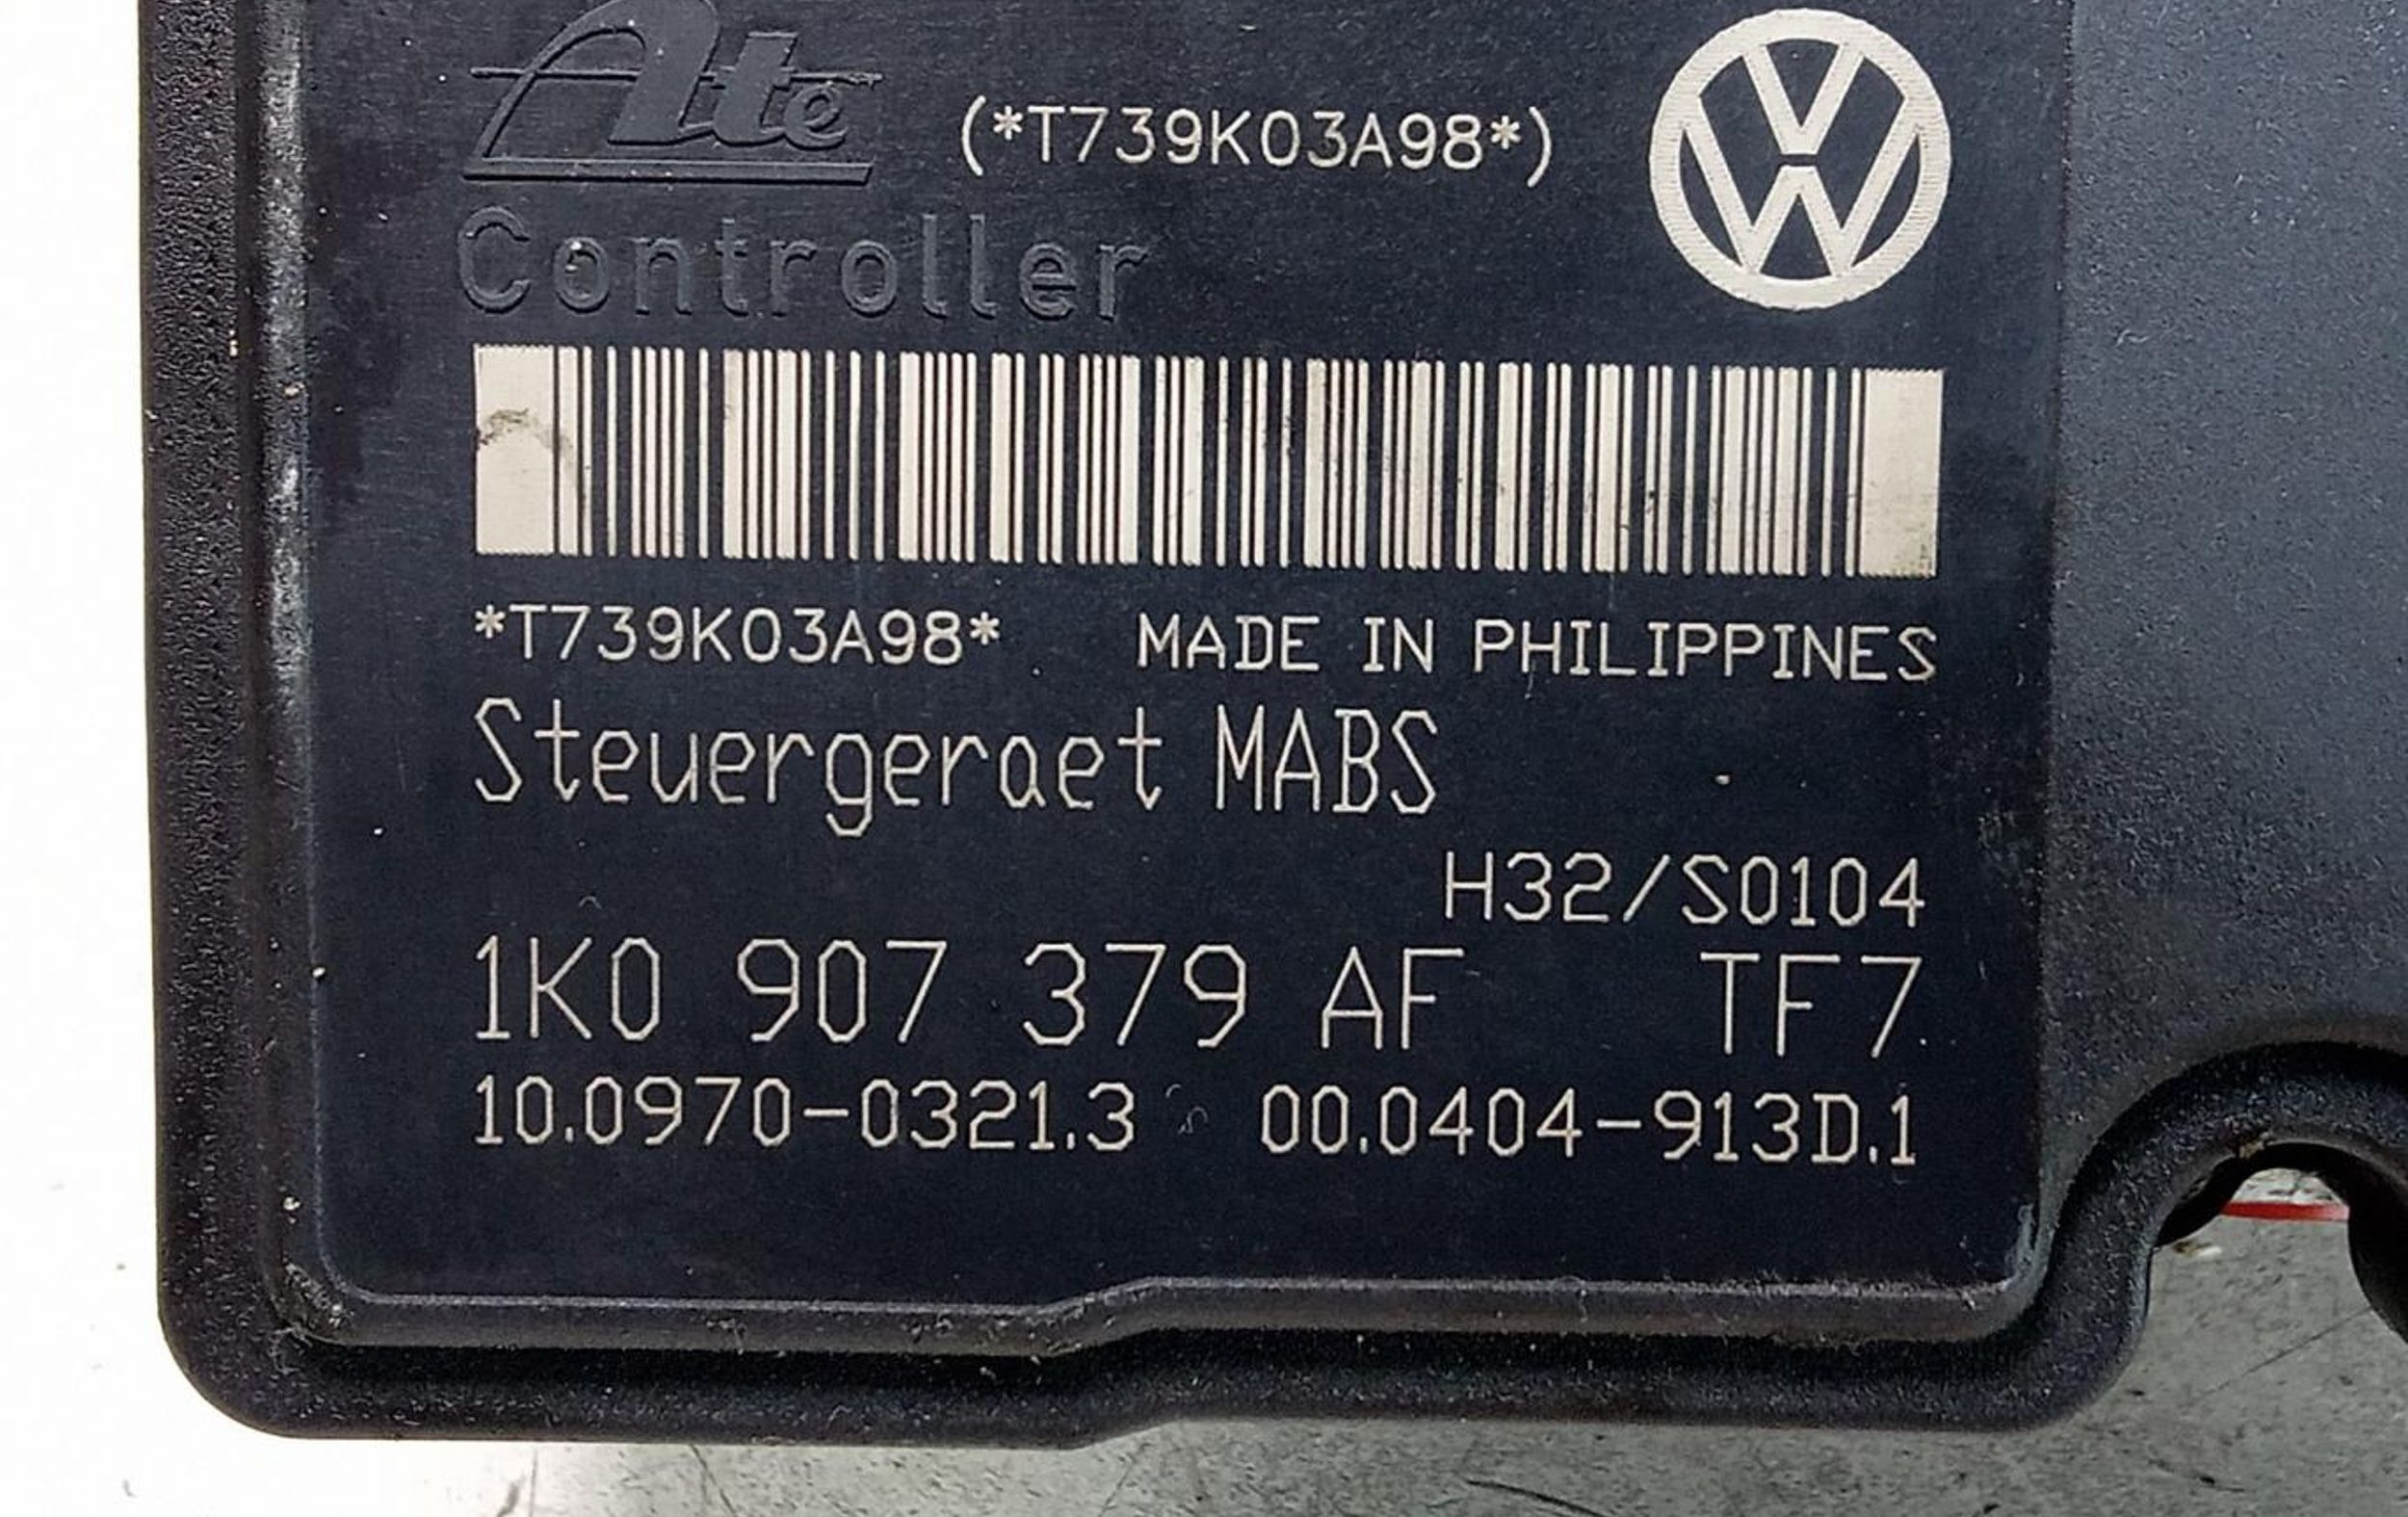 Ate (*T739K03A98*)
Controller
*T739K03A98* MADE IN PHILIPPINES
Steuergeraet MABS
H32/S0104
1K0 907 379 AF TF7
10.0970-0321.3 00.0404-913D.1